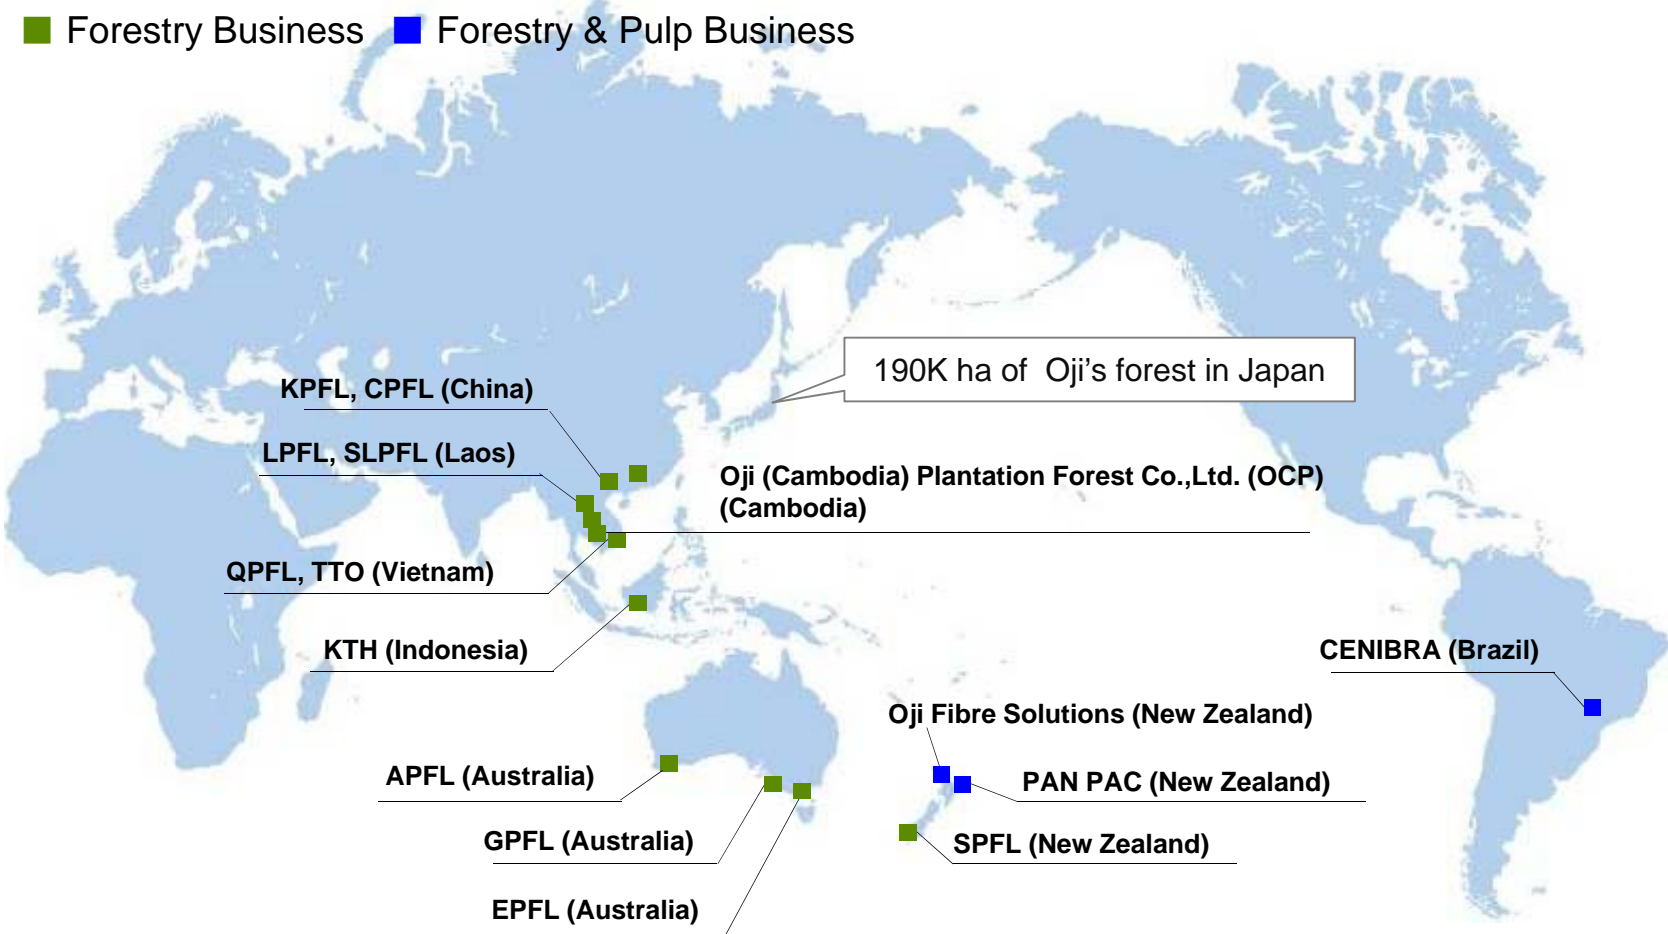 Forestry Business
Forestry & Pulp Business
190K ha of Oji’s forest in Japan
KPFL, CPFL (China)
LPFL, SLPFL (Laos)
Oji (Cambodia) Plantation Forest Co.,Ltd. (OCP)
(Cambodia)
QPFL, TTO (Vietnam)
KTH (Indonesia)
CENIBRA (Brazil)
Oji Fibre Solutions (New Zealand)
APFL (Australia)
PAN PAC (New Zealand)
GPFL (Australia)
SPFL (New Zealand)
EPFL (Australia)